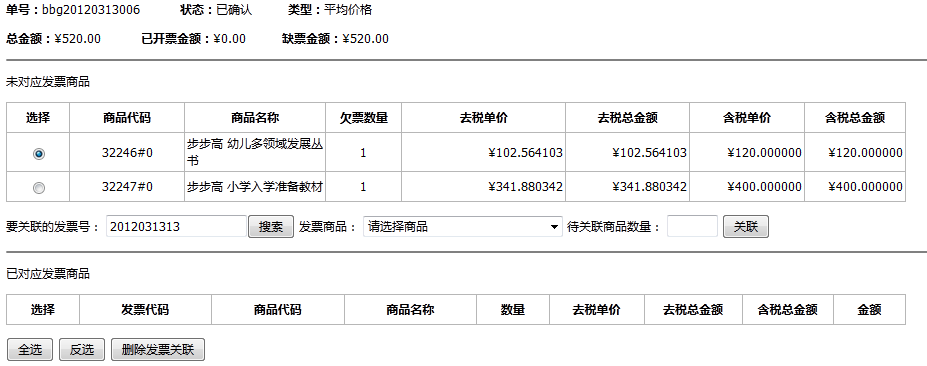 单号：bbg20120313006 状态：已确认 类型：平均价格
总金额：¥520.00 已开票金额：¥0.00 缺票金额：¥520.00
未对应发票商品
选择 商品代码 商品名称 欠票数量 去税单价 去税总金额 含税单价 含税总金额
32246#0 步步高 幼儿多领域发展丛 1 ¥102.564103 ¥102.564103 ¥120.000000 ¥120.000000
书
32247#0 步步高 小学入学准备教材 1 ¥341.880342 ¥341.880342 ¥400.000000 ¥400.000000
要关联的发票号： 2012031313 搜索 发票商品： 请选择商品 待关联商品数量： 关联
已对应发票商品
选择 发票代码 商品代码 商品名称 数量 去税单价 去税总金额 含税总金额 金额
全选 反选 删除发票关联